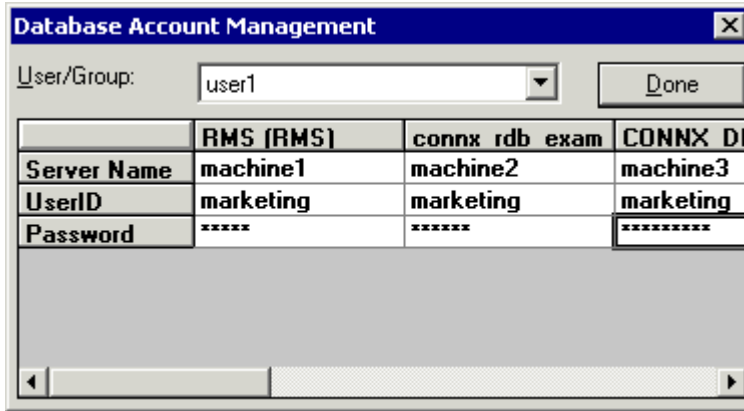 Database Account Management
User/Group: user1 Done
RMS (RMS) connx rdb exam CONNX
Server Name machine1 machine2 machine3
UserID marketing marketing marketing
Password ***** ****** *********